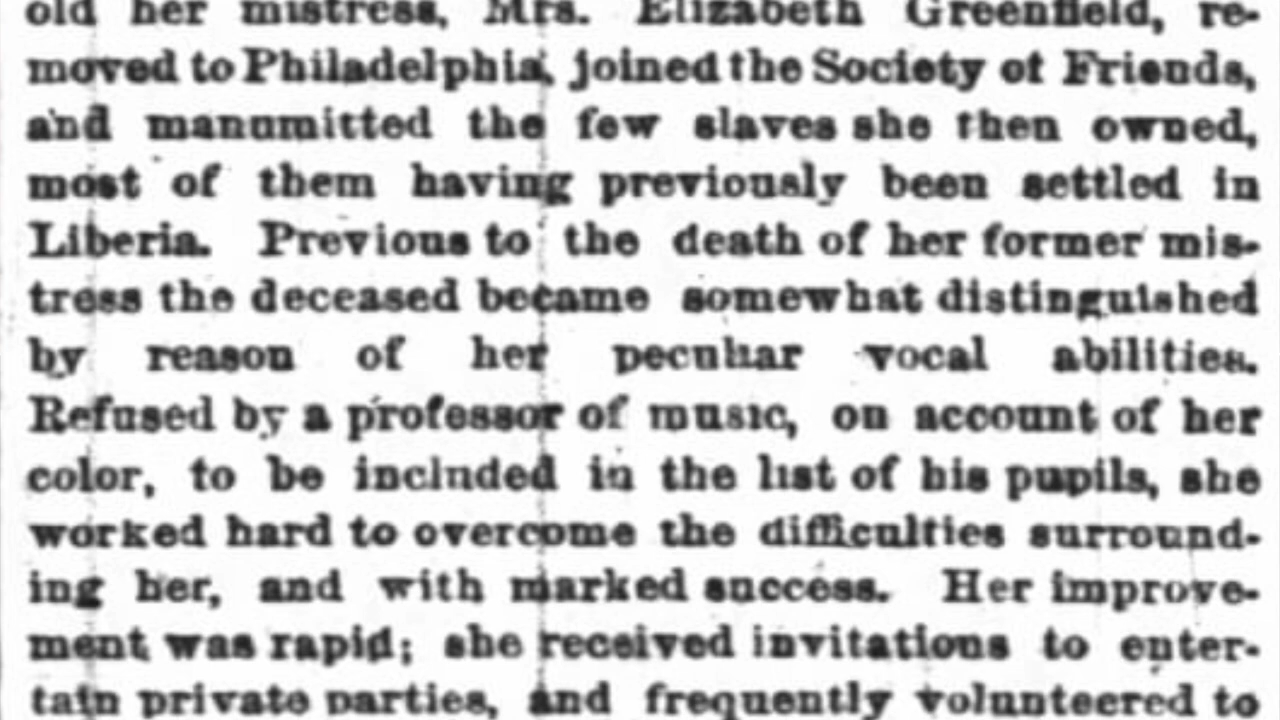 old her mistress, Mrs. Elizabeth Greenfield, re-
moved to Philadelphia, joined the Society of Friends,
and manumitted the few slaves she then owned,
most of them having previously been settled in
Liberia. Previous to the death of her former mis-
tress the deceased became somewhat distinguished
by reason of her peculiar vocal abilities.
Refused by a professor of music, on account of her
color, to be included in the list of his pupils, she
worked hard to overcome the difficulties surround-
ing her, and with marked success. Her improve-
ment was rapid; she received invitations to enter-
tain private parties, and frequently volunteered to